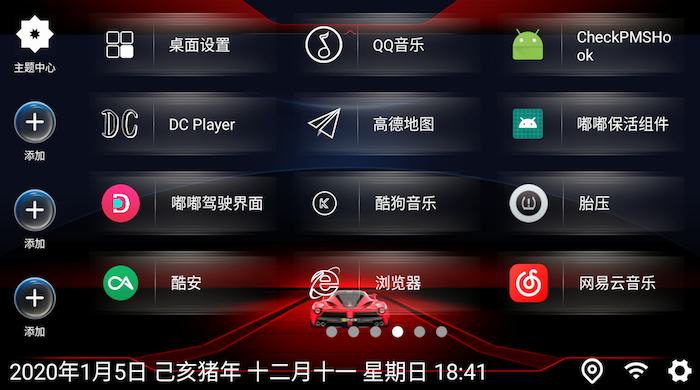 主题中心
桌面设置
QQ音乐
CheckPMSHo
ok
添加
DC
DC Player
高德地图
嘟嘟保活组件
添加
嘟嘟驾驶界面
酷狗音乐
胎压
添加
酷安
浏览器
网易云音乐
2020年1月5日 己亥猪年 十二月十一 星期日 18:41